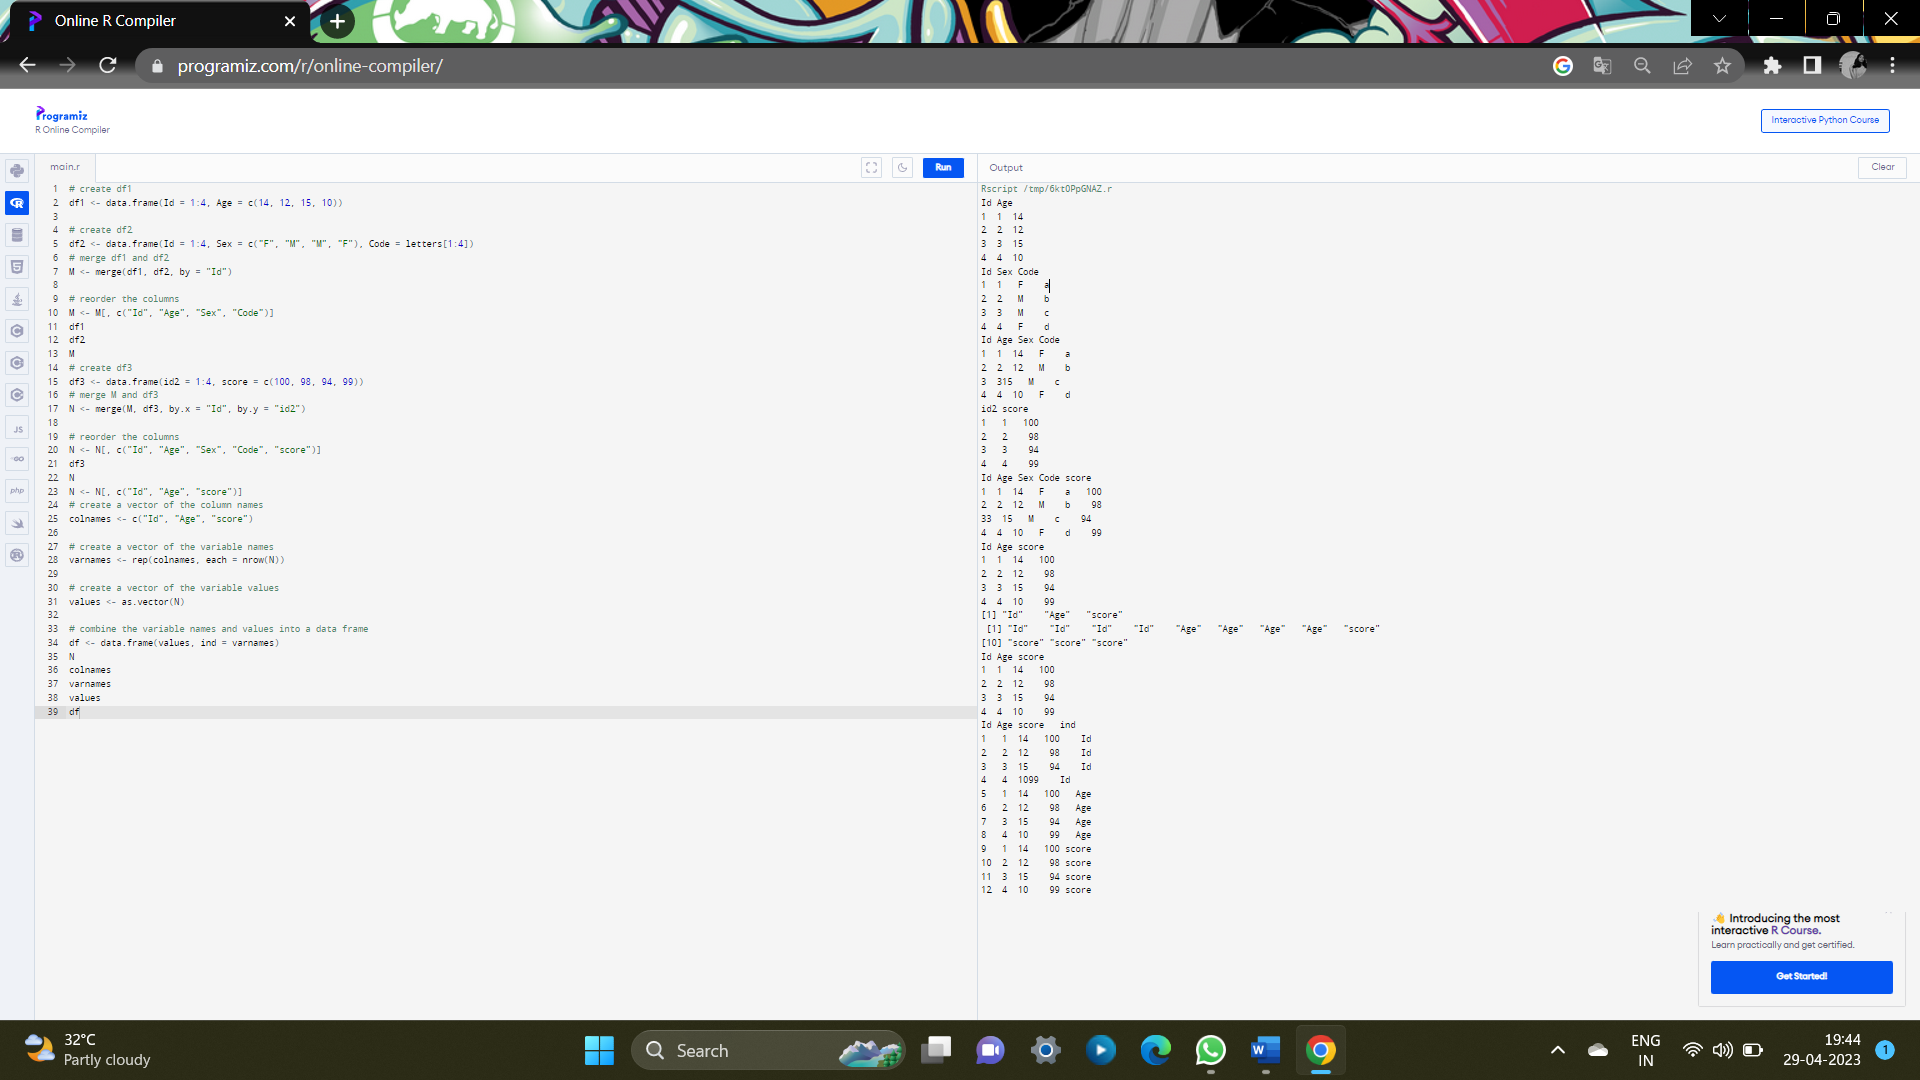 Online R Compiler
programiz.com/r/online-compiler/
Programiz
R Online Compiler
Interactive Python Course
main.r
Run
Output
Clear
1 # create df1
2 df1 <- data.frame(Id = 1:4, Age = c(14, 12, 15, 10))
3
4 # create df2
5 df2 <- data.frame(Id = 1:4, Sex = c("F", "M", "M", "F"), Code = letters[1:4])
6 # merge df1 and df2
7 M <- merge(df1, df2, by = "Id")
8
9 # reorder the columns
10 M <- M[, c("Id", "Age", "Sex", "Code")]
11 df1
12 df2
13 M
14 # create df3
15 df3 <- data.frame(id2 = 1:4, score = c(100, 98, 94, 99))
16 # merge M and df3
17 N <- merge(M, df3, by.x = "Id", by.y = "id2")
18
19 # reorder the columns
20 N <- N[, c("Id", "Age", "Sex", "Code", "score")]
21 df3
22 N
23 N <- N[, c("Id", "Age", "score")]
24 # create a vector of the column names
25 colnames <- c("Id", "Age", "score")
26
27 # create a vector of the variable names
28 varnames <- rep(colnames, each = nrow(N))
29
30 # create a vector of the variable values
31 values <- as.vector(N)
32
33 # combine the variable names and values into a data frame
34 df <- data.frame(values, ind = varnames)
35 N
36 colnames
37 varnames
38 values
39 df
JS
GO
php
Rscript /tmp/6ktOPpGNAZ.r
Id Age
1 1 14
2 2 12
3 3 15
4 4 10
Id Sex Code
1 1 F a
2 2 M b
3 3 M c
4 4 F d
Id Age Sex Code
1 1 14 F a
2 2 12 M b
3 315 M c
4 4 10 F d
id2 score
1 1 100
2 2 98
3 3 94
4 4 99
Id Age Sex Code score
1 1 14 F a 100
2 2 12 M b 98
33 15 M c 94
4 4 10 F d 99
Id Age score
1 1 14 100
2 2 12 98
3 3 15 94
4 4 10 99
[1] "Id" "Age" "score"
[1] "Id" "Id" "Id" "Id" "Age" "Age" "Age" "Age" "score"
[10] "score" "score" "score"
Id Age score
1 1 14 100
2 2 12 98
3 3 15 94
4 4 10 99
Id Age score ind
1 1 14 100 Id
2 2 12 98 Id
3 3 15 94 Id
4 4 1099 Id
5 1 14 100 Age
6 2 12 98 Age
7 3 15 94 Age
8 4 10 99 Age
9 1 14 100 score
10 2 12 98 score
11 3 15 94 score
12 4 10 99 score
Introducing the most
interactive R Course.
Learn practically and get certified.
Get Started!
32°C
Partly cloudy
Search
ENG
IN
19:44
29-04-2023
1